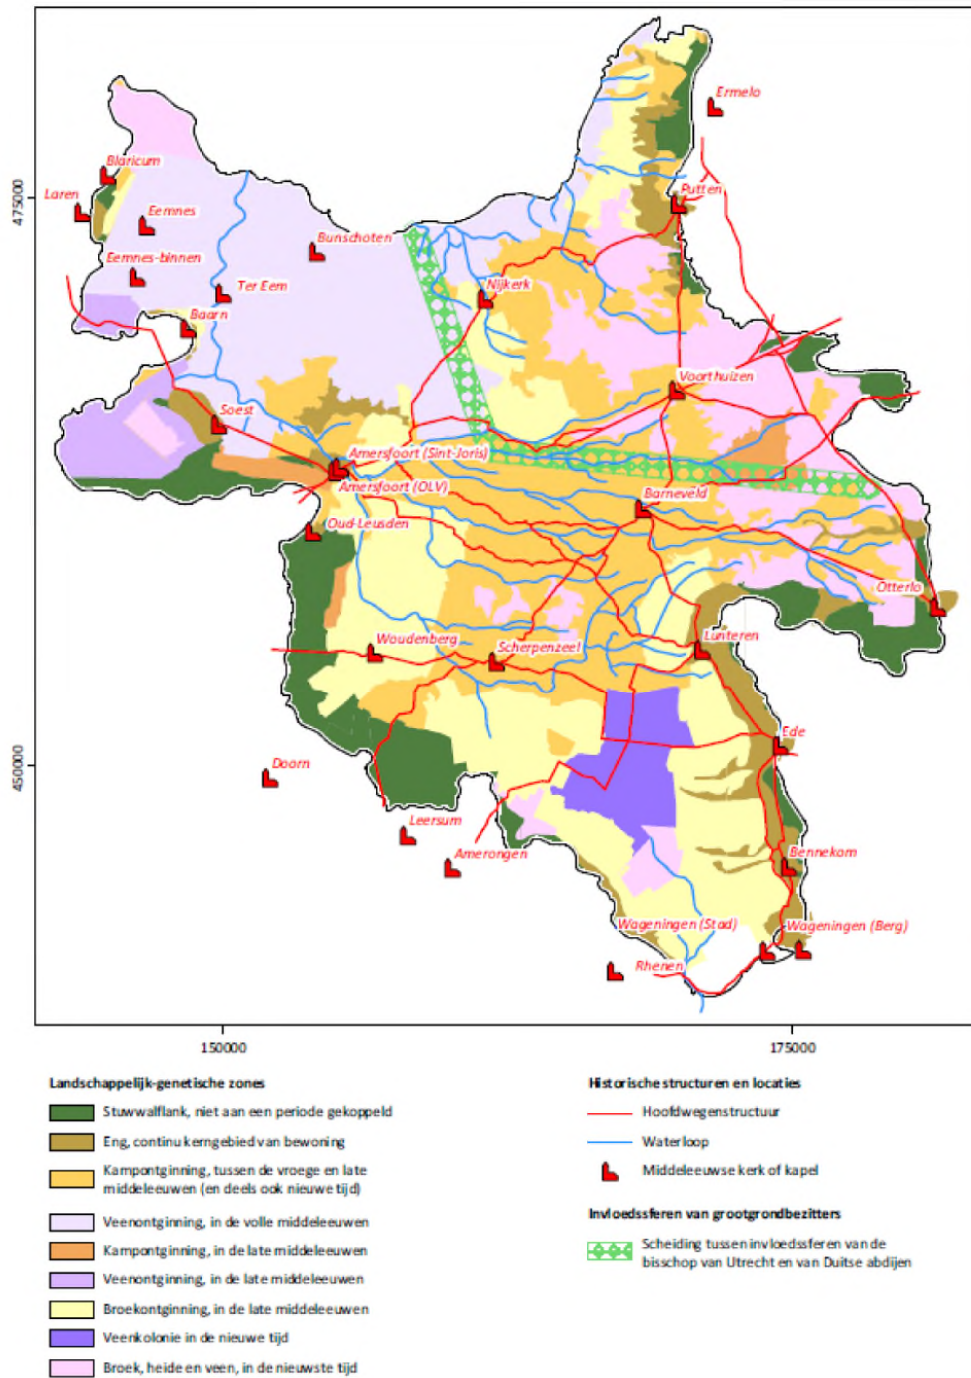 Ermelo
Blaricum
Putten
Laren
475000
Eemnes
Bunschoten
Eemnes-binnen
Ter Eem
Nijkerk
Baarn
Voorthuizen
Soest
Amersfoort (Sint-Joris)
Amersfoort (OLV)
Barneveld
Oud-Leusden
Otterlo
Woudenberg
Scherpenzeel
Lunteren
Ede
450000
Doorn
Leersum
Amerongen
Bennekom
Wageningen (Stad)
Wageningen (Berg)
Rhenen
150000
175000
Landschappelijk-genetische zones
Stuwwalflank, niet aan een periode gekoppeld
Eng, continu kerngebied van bewoning
Kampontginning, tussen de vroege en late
middeleeuwen (en deels ook nieuwe tijd)
Veenontginning, in de volle middeleeuwen
Kampontginning, in de late middeleeuwen
Veenontginning, in de late middeleeuwen
Broekontginning, in de late middeleeuwen
Veenkolonie in de nieuwe tijd
Broek, heide en veen, in de nieuwste tijd
Historische structuren en locaties
Hoofdwegenstructuur
Waterloop
Middeleeuwse kerk of kapel
Invloedssferen van grootgrondbezitters
Scheiding tussen invloedssferen van de
bisschop van Utrecht en van Duitse abdijen